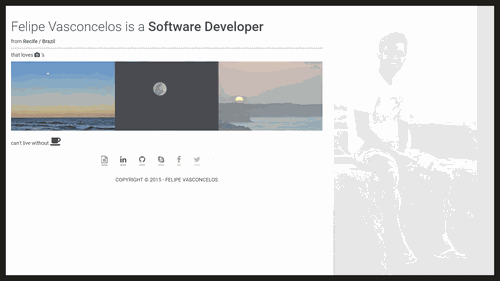 Felipe Vasconcelos is a Software Developer
from Recife / Brazil
that loves 's
can't live without
COPYRIGHT © 2015 - FELIPE VASCONCELOS